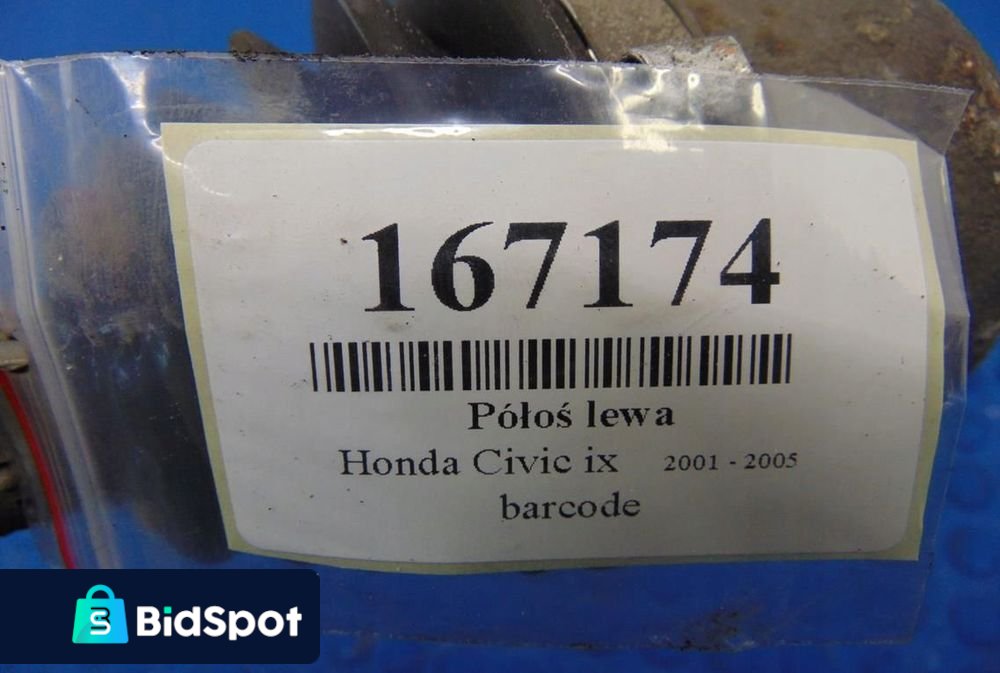 167174
Półoś lewa
Honda Civic ix 2001 - 2005
barcode
BidSpot